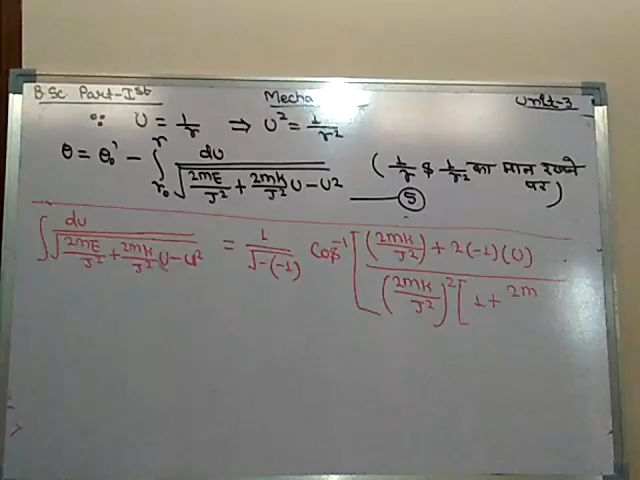 B.Sc. Part-Ist Mecha Unit-3
∵ U = 1/r ⇒ U² = 1/r²
θ = θ₀' - ∫_{r₀}^{r} dU / √(2mE/J² + 2mK/J² U - U²) (1/r & 1/r² का मान रखने पर) —— ⑤
∫ dU / √(2mE/J² + 2mK/J² U - U²) = 1/√-(-1) Cos⁻¹ [ (2mK/J²) + 2(-1)(U) / (2mK/J²)² [ 1 + 2m